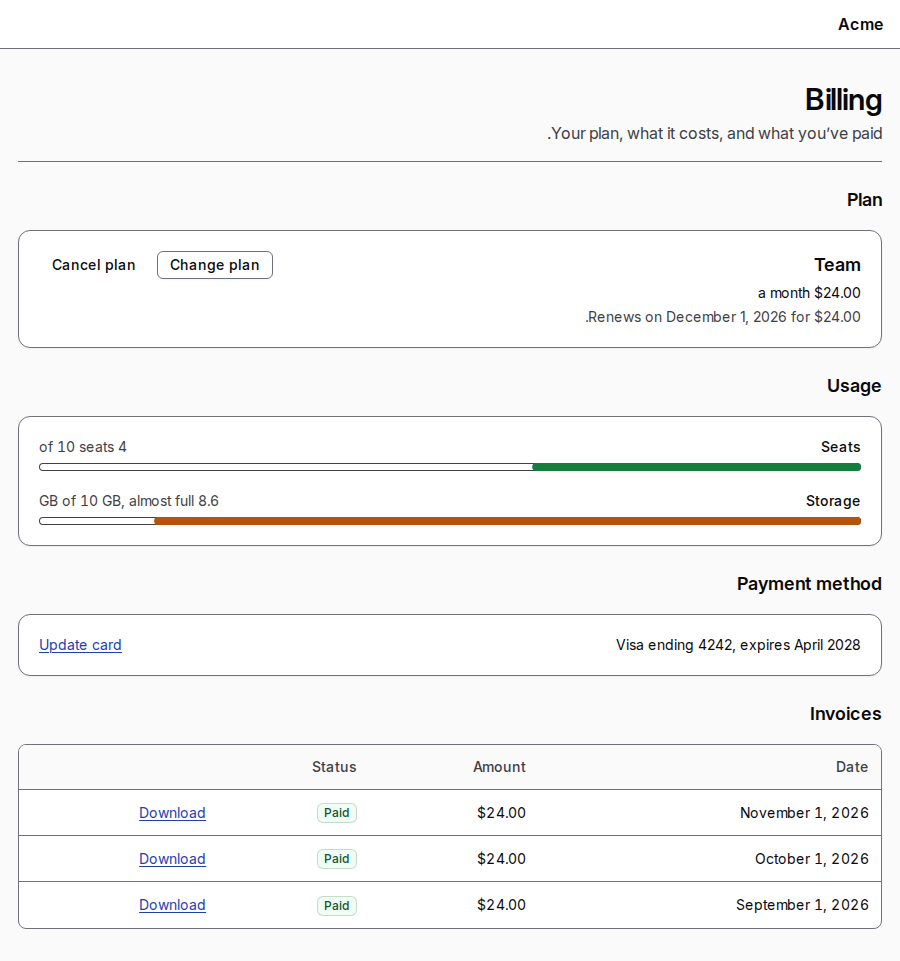 Acme
Billing
.Your plan, what it costs, and what you’ve paid
Plan
Team
a month $24.00
.Renews on December 1, 2026 for $24.00
Change plan
Cancel plan
Usage
Seats
of 10 seats 4
Storage
GB of 10 GB, almost full 8.6
Payment method
Visa ending 4242, expires April 2028
Update card
Invoices
Date Amount Status
November 1, 2026 $24.00 Paid Download
October 1, 2026 $24.00 Paid Download
September 1, 2026 $24.00 Paid Download